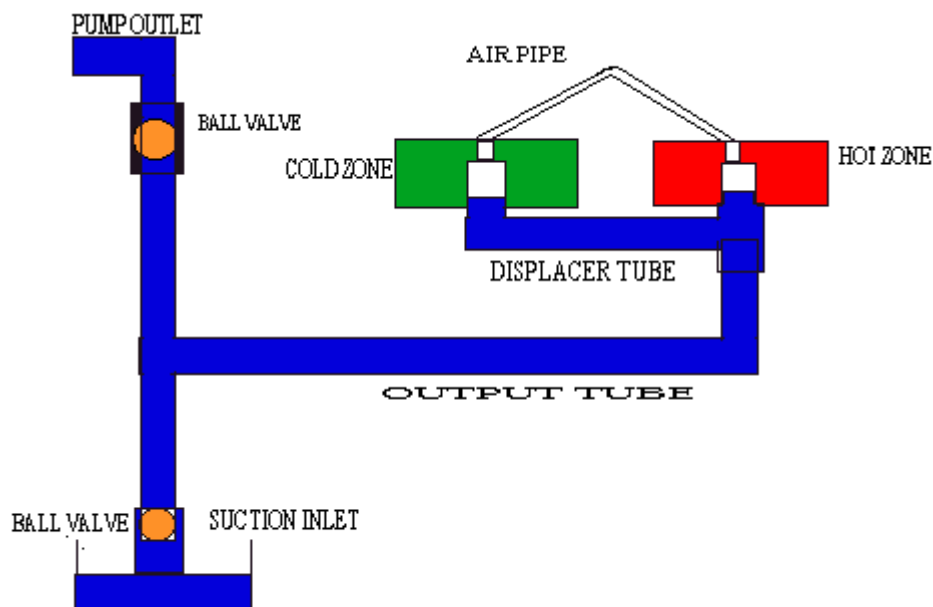 PUMP OUTLET
AIR PIPE
BALL VALVE
COLD ZONE
HOT ZONE
DISPLACER TUBE
OUTPUT TUBE
BALL VALVE
SUCTION INLET